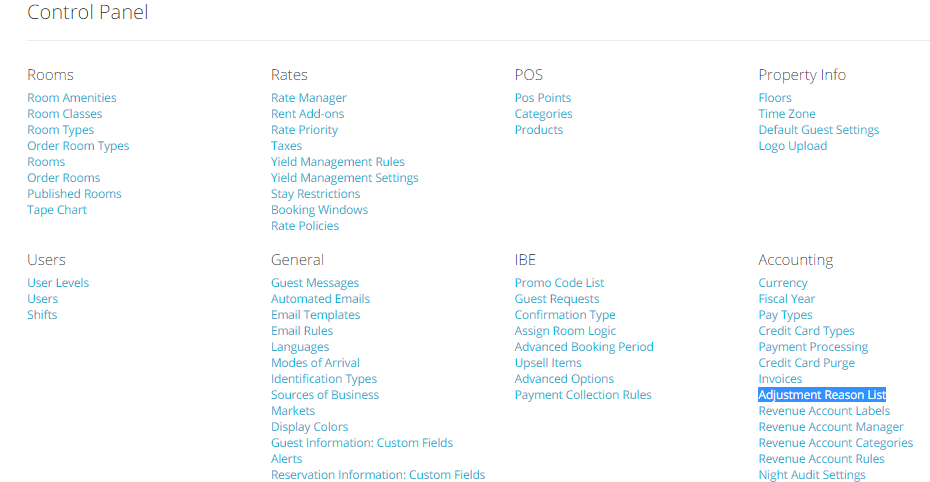 Control Panel
Rooms
Room Amenities
Room Classes
Room Types
Order Room Types
Rooms
Order Rooms
Published Rooms
Tape Chart
Rates
Rate Manager
Rent Add-ons
Rate Priority
Taxes
Yield Management Rules
Yield Management Settings
Stay Restrictions
Booking Windows
Rate Policies
POS
Pos Points
Categories
Products
Property Info
Floors
Time Zone
Default Guest Settings
Logo Upload
Users
User Levels
Users
Shifts
General
Guest Messages
Automated Emails
Email Templates
Email Rules
Languages
Modes of Arrival
Identification Types
Sources of Business
Markets
Display Colors
Guest Information: Custom Fields
Alerts
Reservation Information: Custom Fields
IBE
Promo Code List
Guest Requests
Confirmation Type
Assign Room Logic
Advanced Booking Period
Upsell Items
Advanced Options
Payment Collection Rules
Accounting
Currency
Fiscal Year
Pay Types
Credit Card Types
Payment Processing
Credit Card Purge
Invoices
Adjustment Reason List
Revenue Account Labels
Revenue Account Manager
Revenue Account Categories
Revenue Account Rules
Night Audit Settings